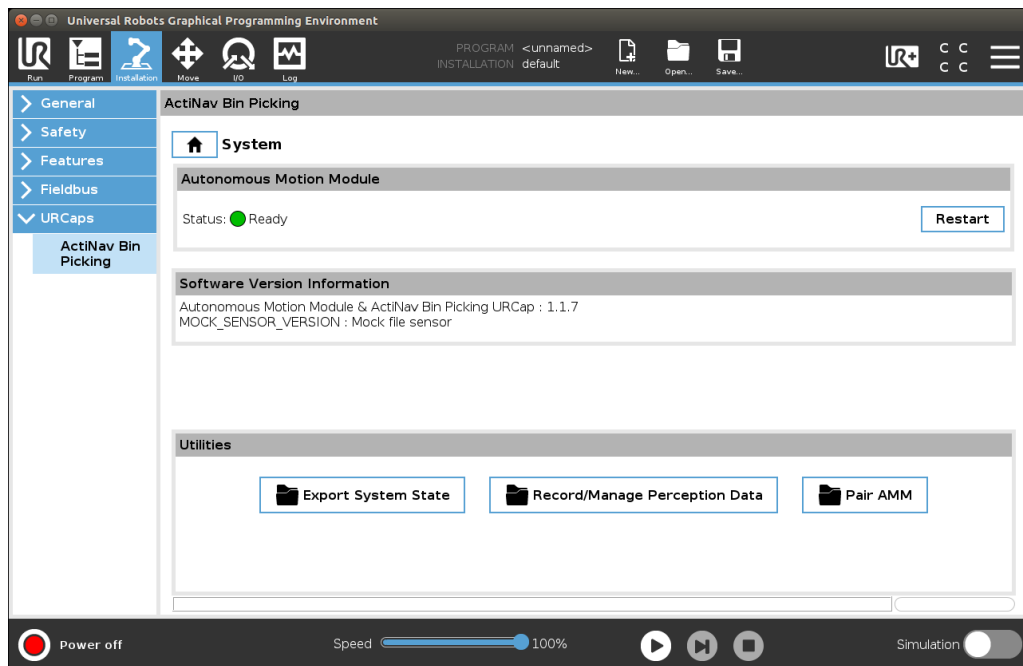 Universal Robots Graphical Programming Environment
Run
Program
Installation
Move
I/O
Log
PROGRAM <unnamed>
INSTALLATION default
New...
Open...
Save...
UR+
C C
C C
General
Safety
Features
Fieldbus
URCaps
ActiNav Bin
Picking
ActiNav Bin Picking
System
Autonomous Motion Module
Status: Ready
Restart
Software Version Information
Autonomous Motion Module & ActiNav Bin Picking URCap : 1.1.7
MOCK_SENSOR_VERSION : Mock file sensor
Utilities
Export System State
Record/Manage Perception Data
Pair AMM
Power off
Speed
100%
Simulation